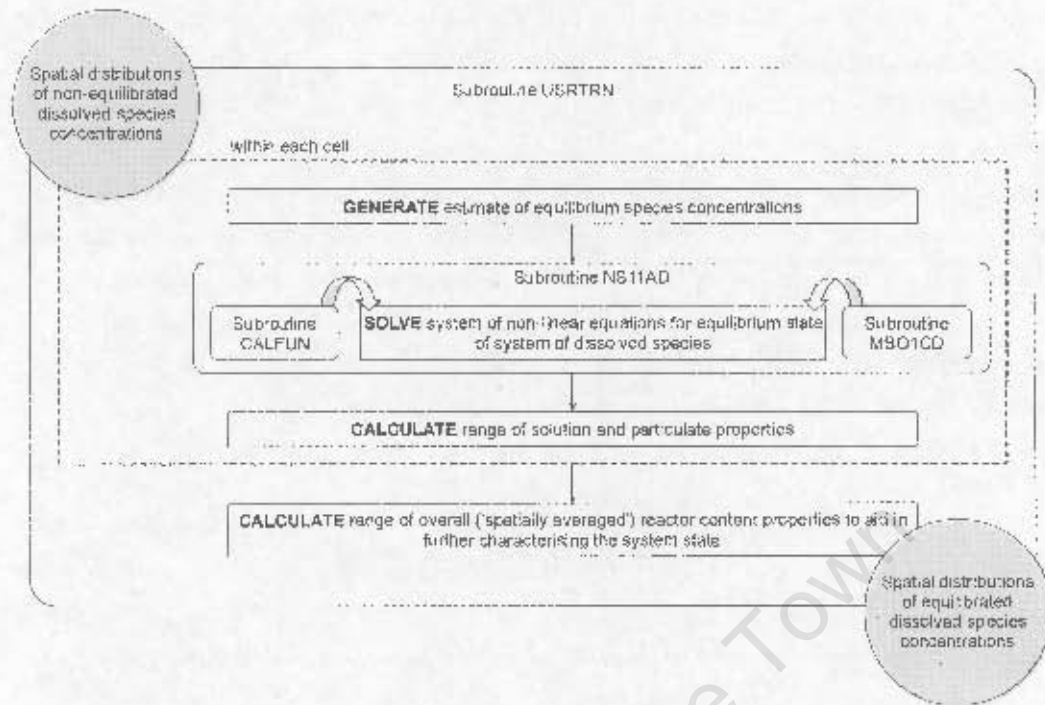 Spatial distributions
of non-equilibrated
dissolved species
concentrations
Subroutine USRTRN
within each cell
GENERATE estimate of equilibrium species concentrations
Subroutine NS11AD
Subroutine
CALFUN
SOLVE system of non-linear equations for equilibrium state
of system of dissolved species
Subroutine
MBO1CD
CALCULATE range of solution and particulate properties
CALCULATE range of overall ('spatially averaged') reactor content properties to aid in
further characterising the system state
Spatial distributions
of equilibrated
dissolved species
concentrations
e Town